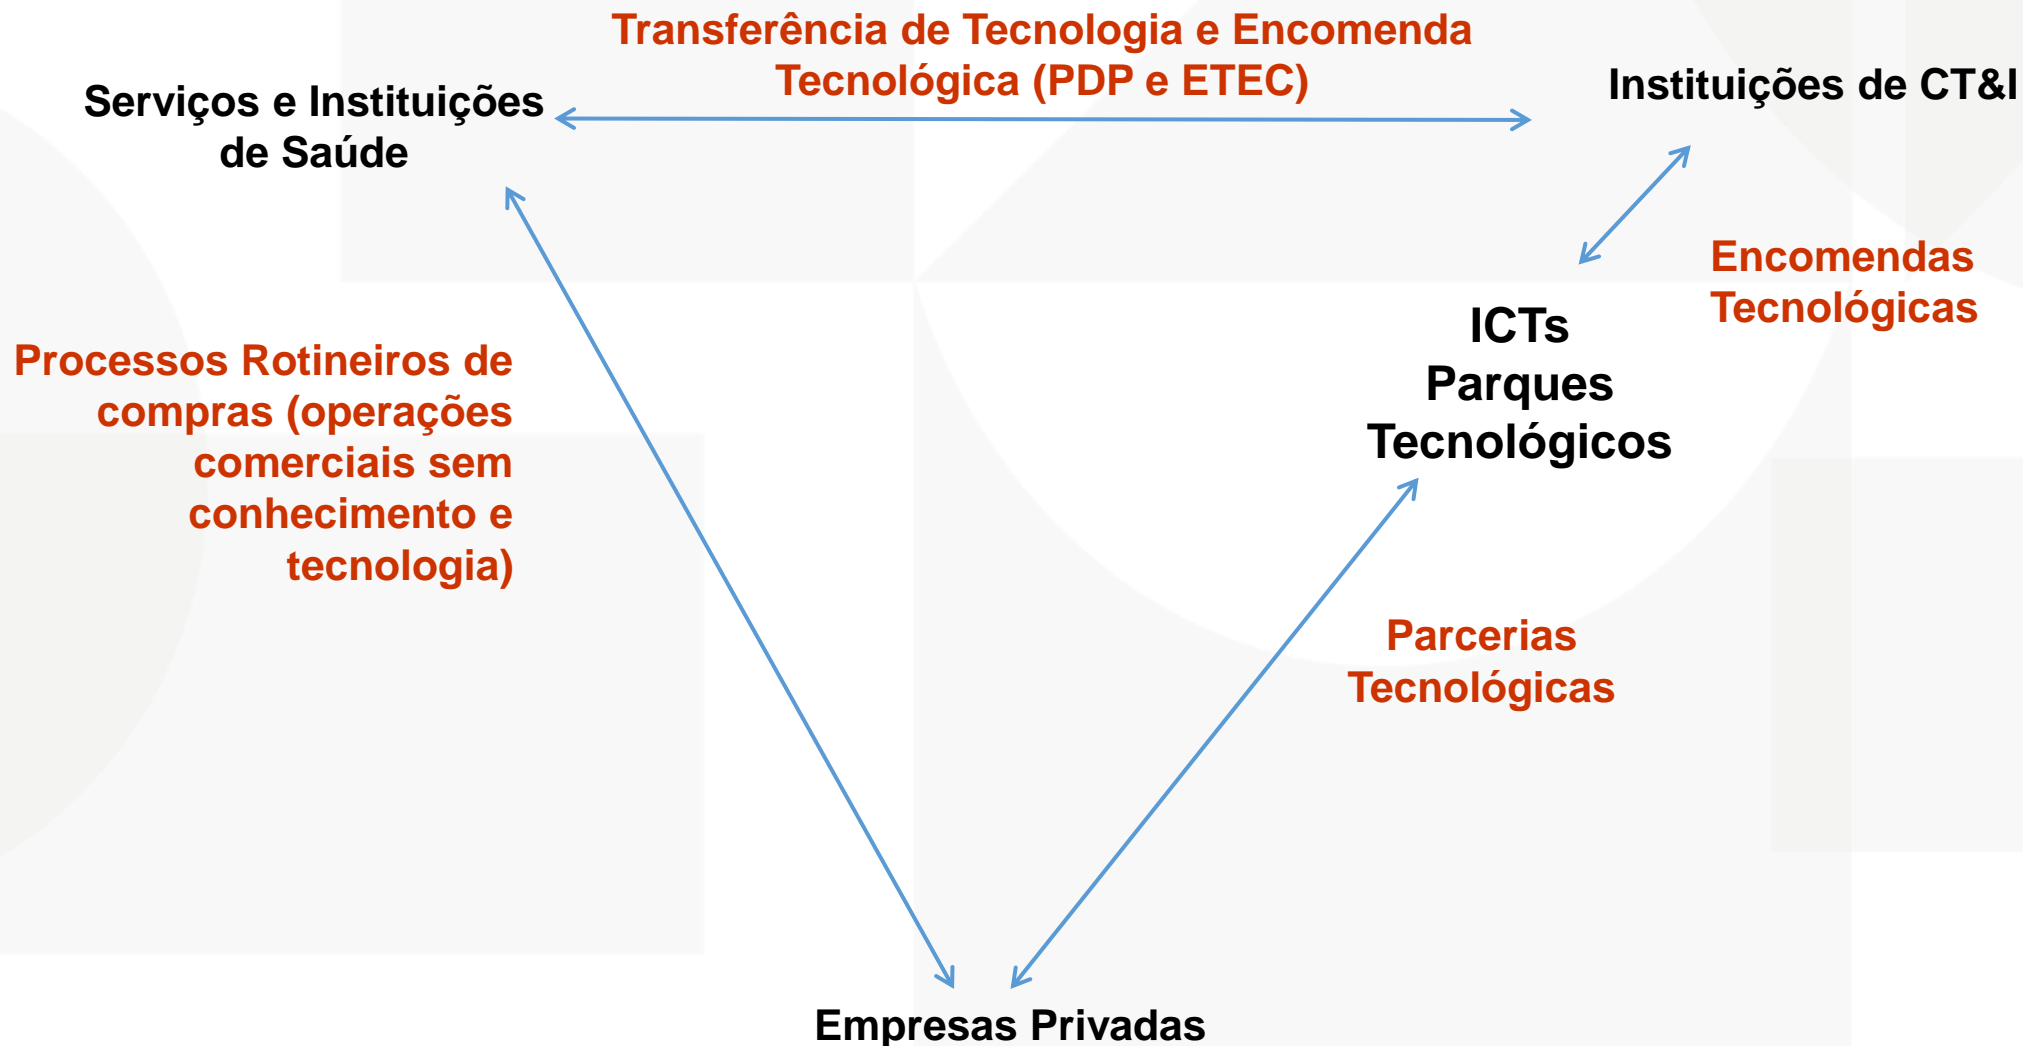 Transferência de Tecnologia e Encomenda
Tecnológica (PDP e ETEC)
Serviços e Instituições
de Saúde
Instituições de CT&I
Encomendas
Tecnológicas
ICTs
Parques
Tecnológicos
Processos Rotineiros de
compras (operações
comerciais sem
conhecimento e
tecnologia)
Parcerias
Tecnológicas
Empresas Privadas